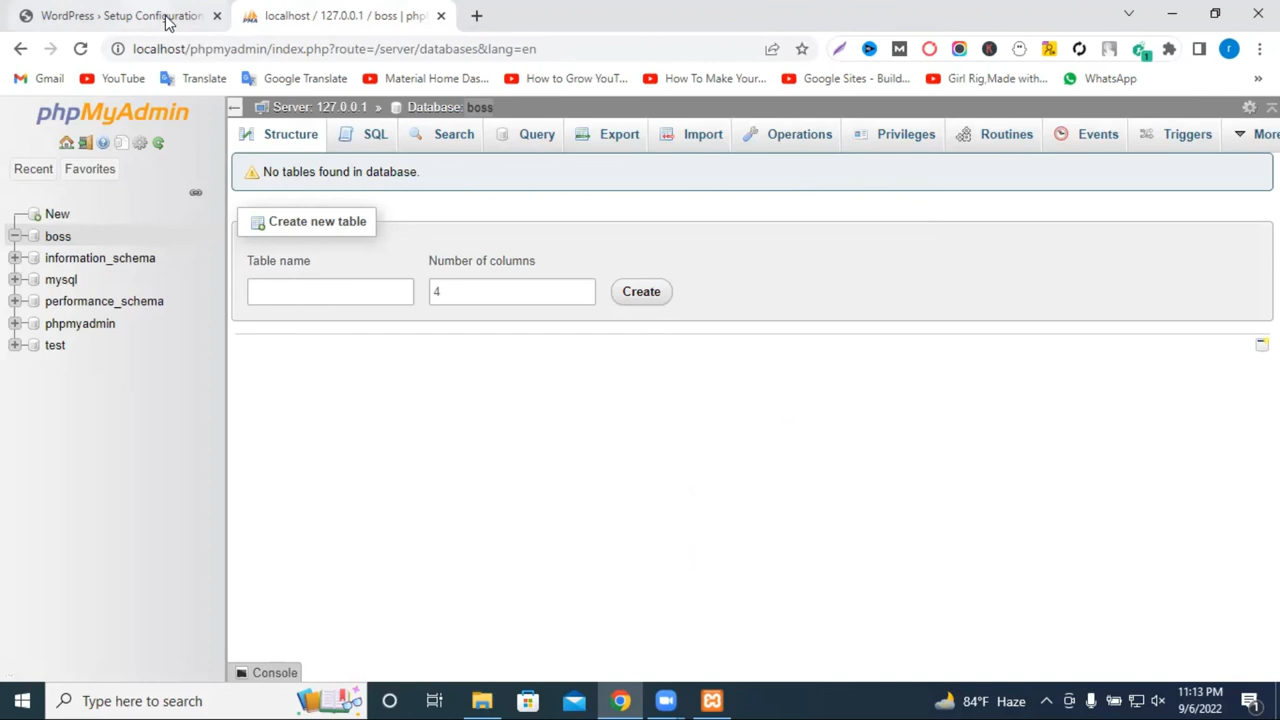 WordPress › Setup Configuration
localhost / 127.0.0.1 / boss | php
localhost/phpmyadmin/index.php?route=/server/databases&lang=en
Gmail
YouTube
Translate
Google Translate
Material Home Das...
How to Grow YouT...
How To Make Your...
Google Sites - Build...
Girl Rig,Made with...
WhatsApp
phpMyAdmin
Recent
Favorites
New
boss
information_schema
mysql
performance_schema
phpmyadmin
test
Server: 127.0.0.1 » Database: boss
Structure
SQL
Search
Query
Export
Import
Operations
Privileges
Routines
Events
Triggers
More
No tables found in database.
Create new table
Table name
Number of columns
4
Create
Console
Type here to search
84°F Haze
11:13 PM
9/6/2022